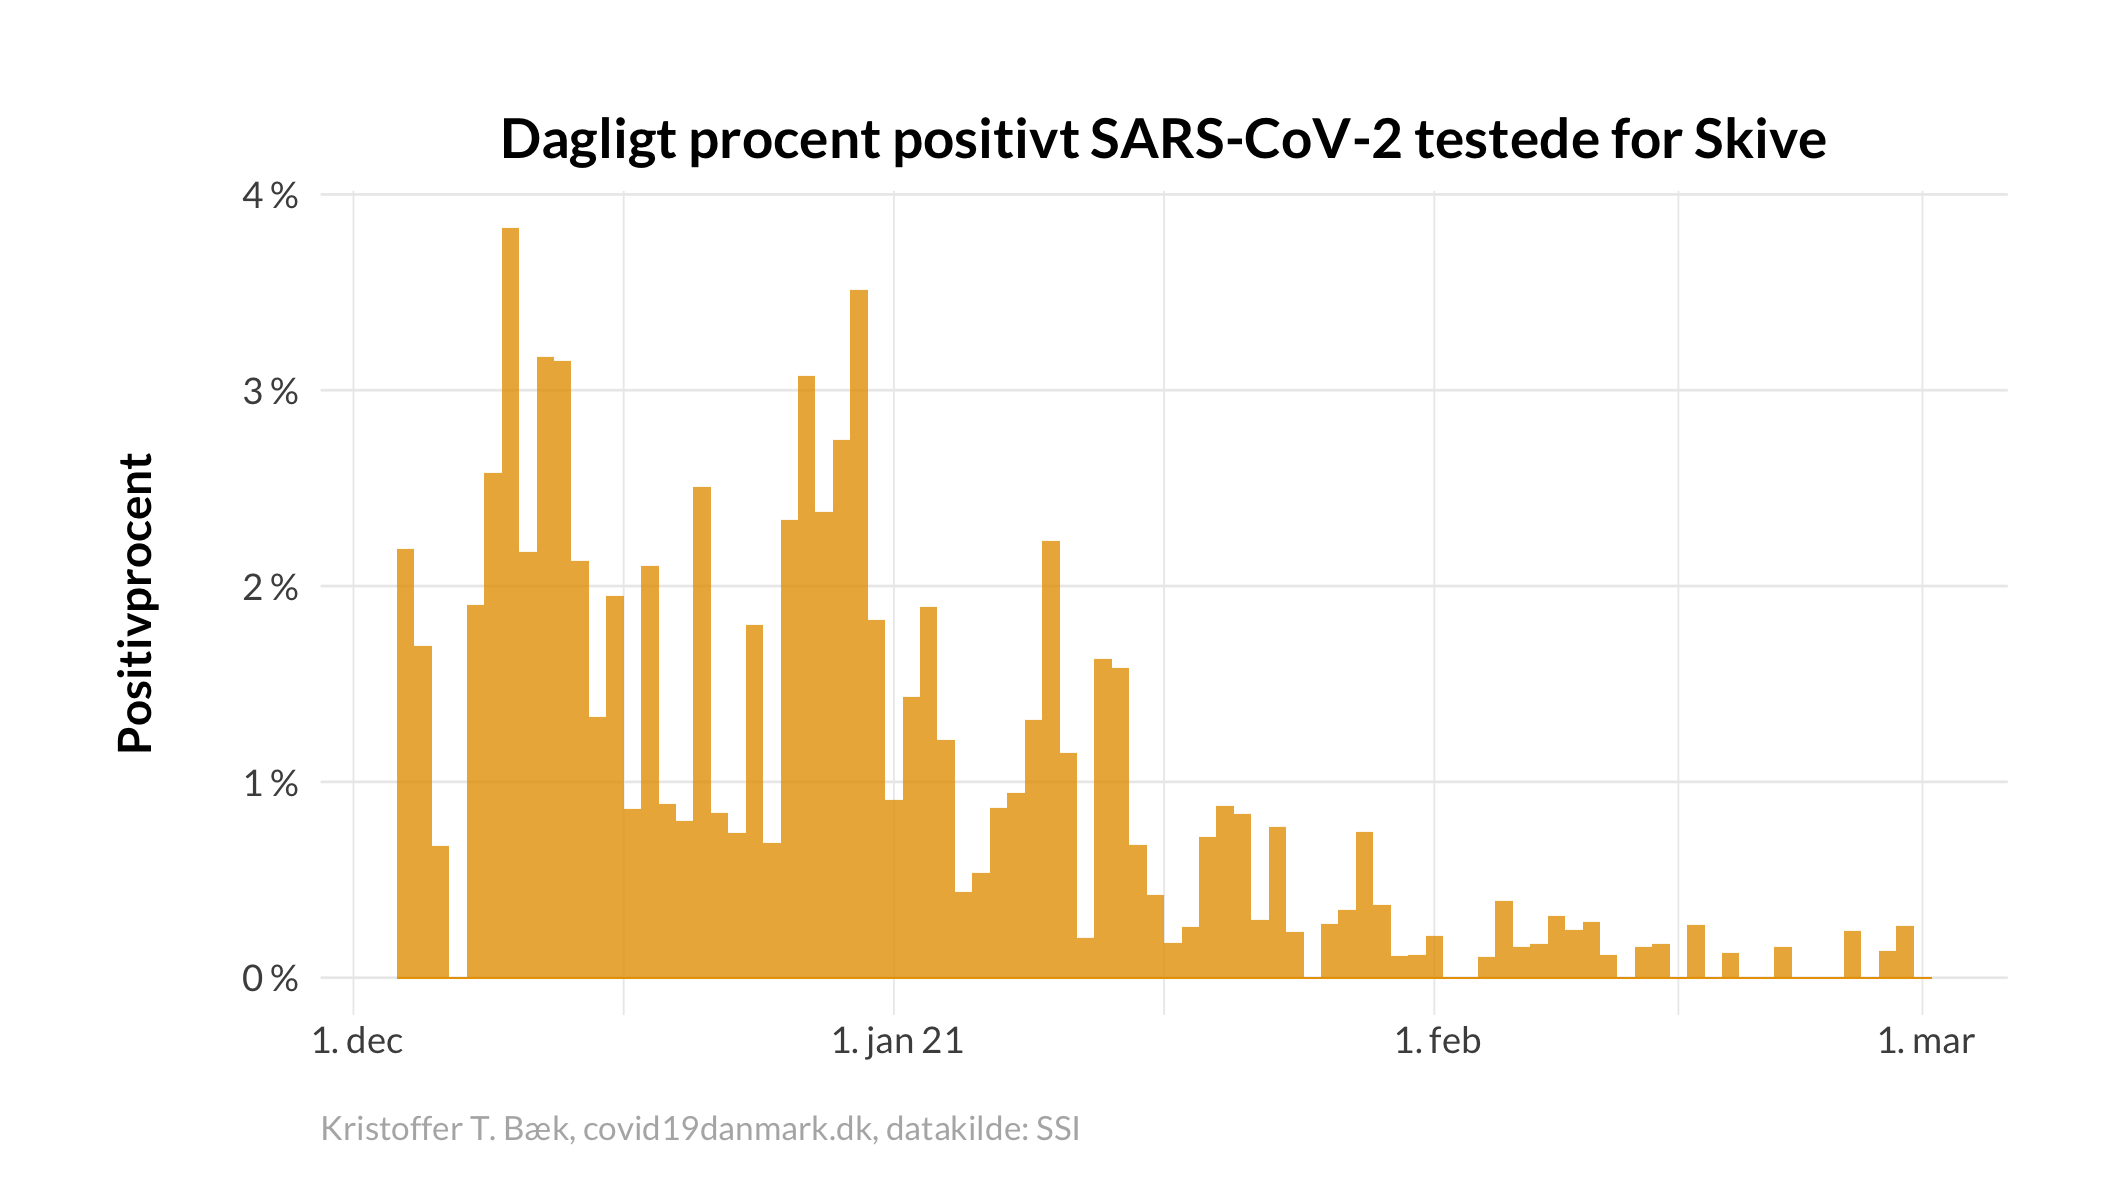 Dagligt procent positivt SARS-CoV-2 testede for Skive
Positivprocent
4 %
3 %
2 %
1 %
0 %
1. dec
1. jan 21
1. feb
1. mar
Kristoffer T. Bæk, covid19danmark.dk, datakilde: SSI